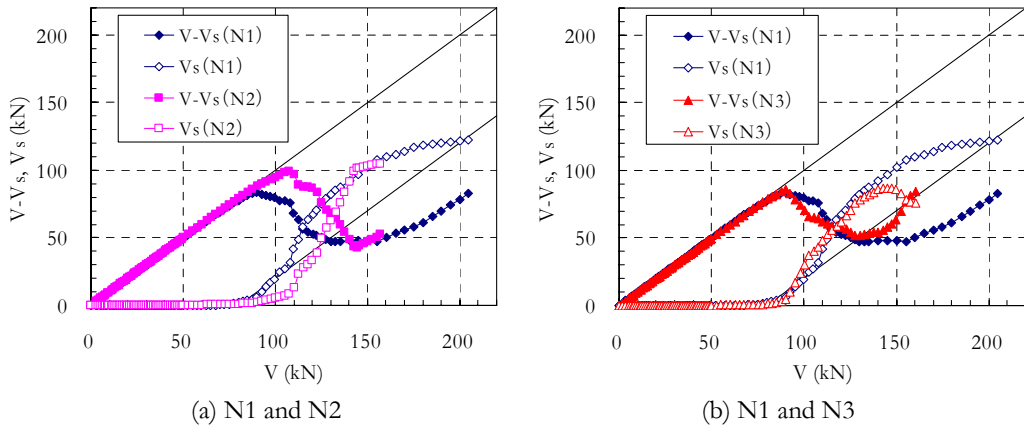 200
150
100
50
0
V-Vs, Vs (kN)
V-Vs(N1)
Vs(N1)
V-Vs(N2)
Vs(N2)
0 50 100 150 200
V (kN)
(a) N1 and N2
200
150
100
50
0
V-Vs, Vs (kN)
V-Vs(N1)
Vs(N1)
V-Vs(N3)
Vs(N3)
0 50 100 150 200
V (kN)
(b) N1 and N3